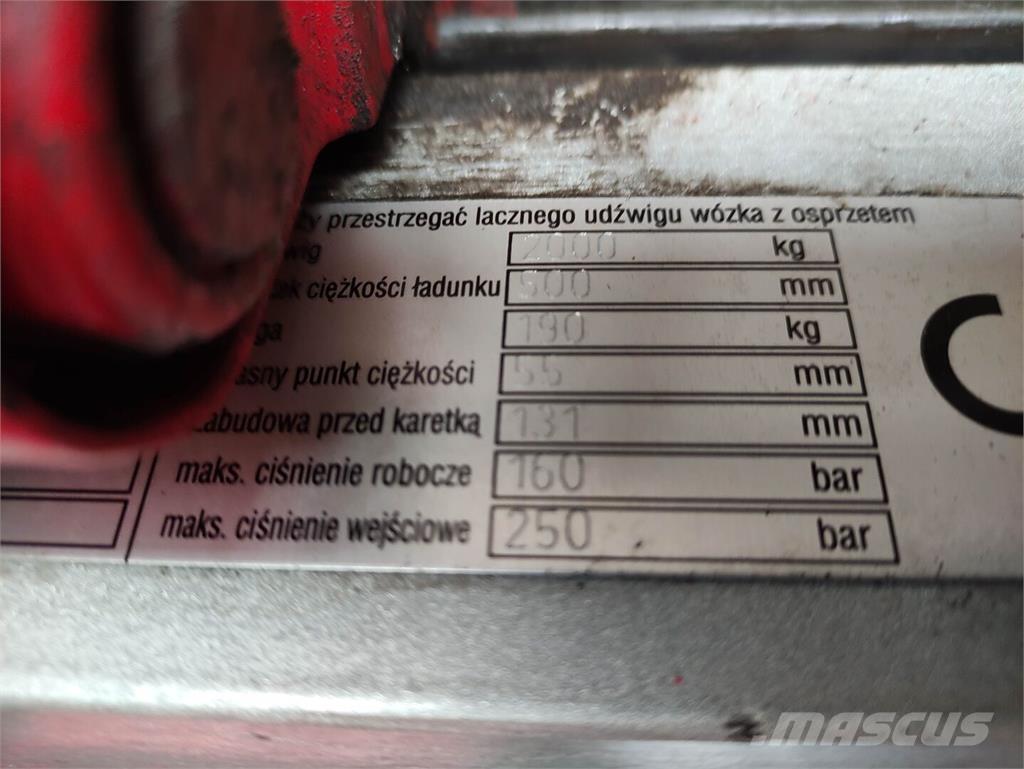 przestrzegać lacznego udźwigu wózka z osprzetem
2000 kg
ciężkości ładunku 500 mm
190 kg
punkt ciężkości 55 mm
przed karetką 131 mm
maks. ciśnienie robocze 160 bar
maks. ciśnienie wejściowe 250 bar
MASCUS